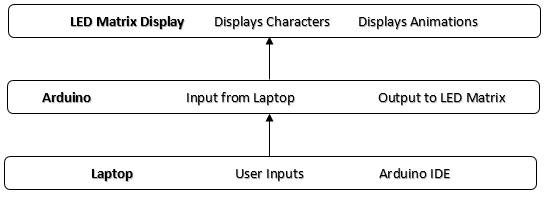 LED Matrix Display Displays Characters Displays Animations
Arduino Input from Laptop Output to LED Matrix
Laptop User Inputs Arduino IDE